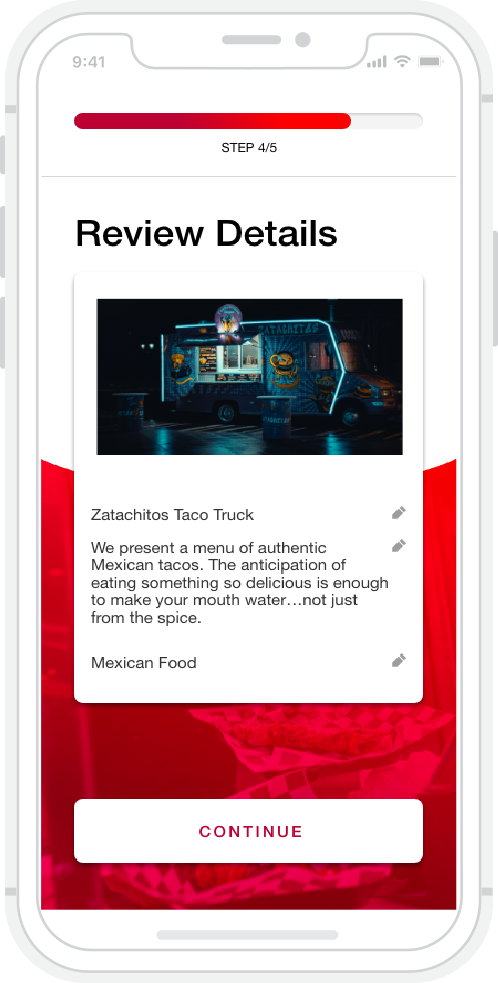 9:41
STEP 4/5
Review Details
ZATACHITOS
Zatachitos Taco Truck
We present a menu of authentic
Mexican tacos. The anticipation of
eating something so delicious is enough
to make your mouth water...not just
from the spice.
Mexican Food
CONTINUE